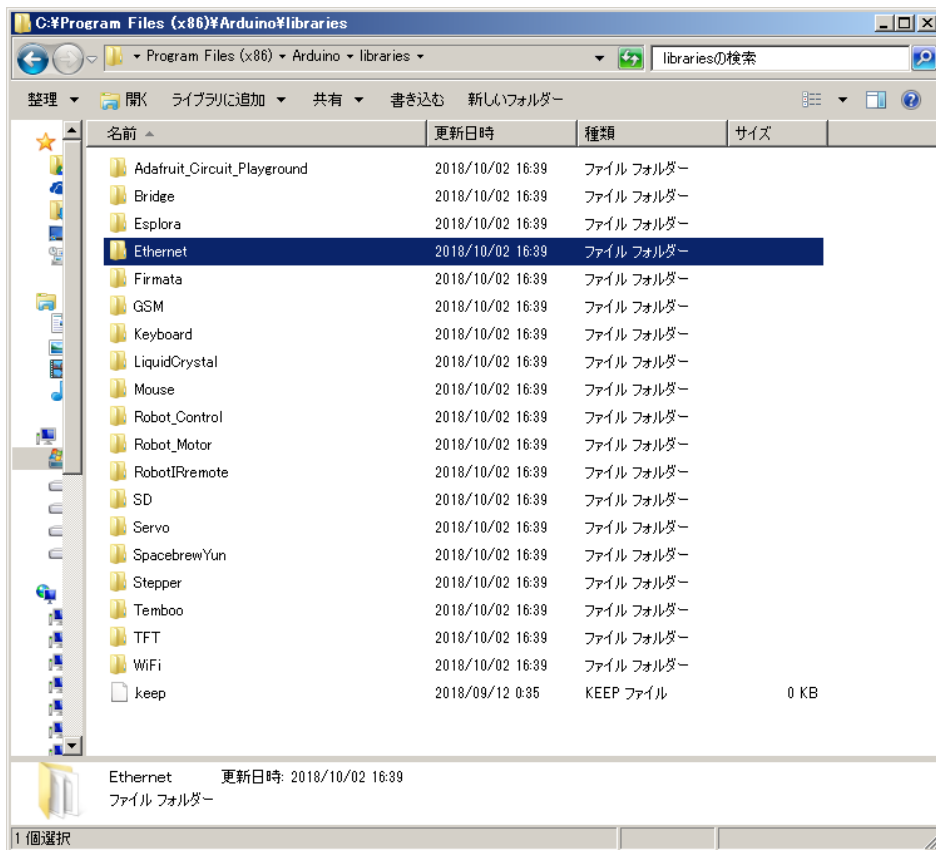 C:¥Program Files (x86)¥Arduino¥libraries
Program Files (x86) Arduino libraries librariesの検索
整理 開く ライブラリに追加 共有 書き込む 新しいフォルダー
名前 更新日時 種類 サイズ
Adafruit_Circuit_Playground 2018/10/02 16:39 ファイル フォルダー
Bridge 2018/10/02 16:39 ファイル フォルダー
Esplora 2018/10/02 16:39 ファイル フォルダー
Ethernet 2018/10/02 16:39 ファイル フォルダー
Firmata 2018/10/02 16:39 ファイル フォルダー
GSM 2018/10/02 16:39 ファイル フォルダー
Keyboard 2018/10/02 16:39 ファイル フォルダー
LiquidCrystal 2018/10/02 16:39 ファイル フォルダー
Mouse 2018/10/02 16:39 ファイル フォルダー
Robot_Control 2018/10/02 16:39 ファイル フォルダー
Robot_Motor 2018/10/02 16:39 ファイル フォルダー
RobotIRremote 2018/10/02 16:39 ファイル フォルダー
SD 2018/10/02 16:39 ファイル フォルダー
Servo 2018/10/02 16:39 ファイル フォルダー
SpacebrewYun 2018/10/02 16:39 ファイル フォルダー
Stepper 2018/10/02 16:39 ファイル フォルダー
Temboo 2018/10/02 16:39 ファイル フォルダー
TFT 2018/10/02 16:39 ファイル フォルダー
WiFi 2018/10/02 16:39 ファイル フォルダー
.keep 2018/09/12 0:35 KEEP ファイル 0 KB
Ethernet 更新日時: 2018/10/02 16:39
ファイル フォルダー
1 個選択